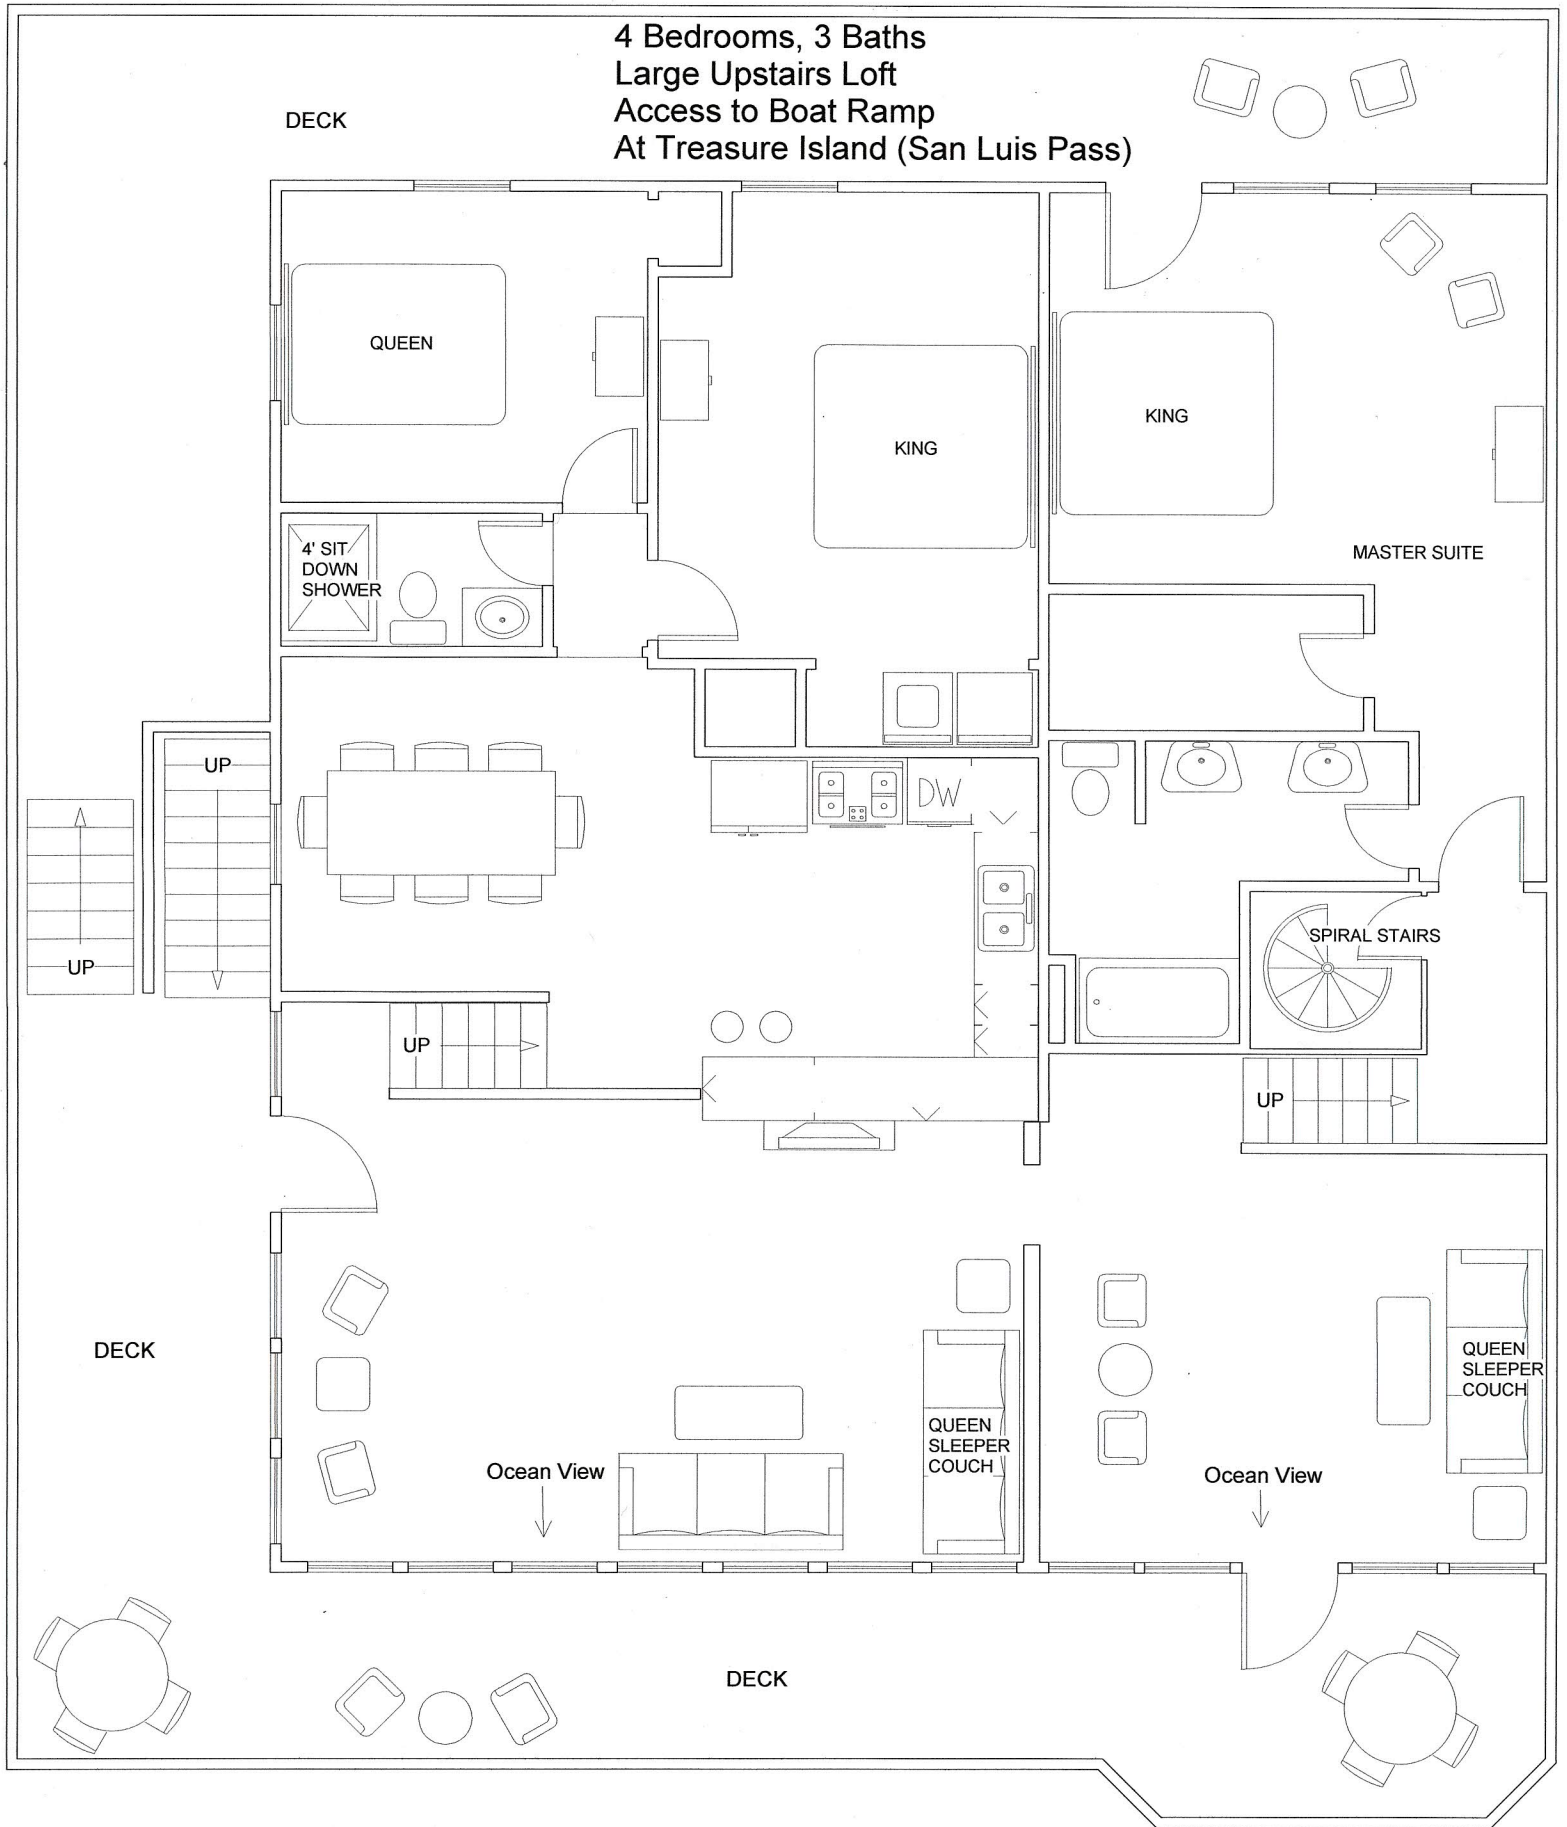 4 Bedrooms, 3 Baths
Large Upstairs Loft
Access to Boat Ramp
At Treasure Island (San Luis Pass)
DECK
QUEEN
KING
KING
MASTER SUITE
4' SIT
DOWN
SHOWER
UP
UP
DW
SPIRAL STAIRS
UP
UP
DECK
QUEEN
SLEEPER
COUCH
QUEEN
SLEEPER
COUCH
Ocean View
Ocean View
DECK